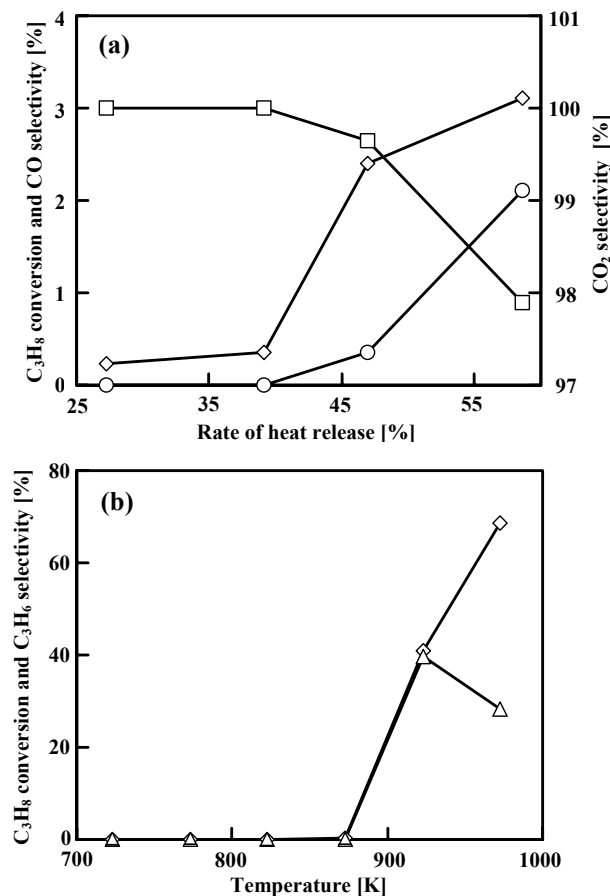 (a)
C₃H₈ conversion and CO selectivity [%]
4
3
2
1
0
101
100
99
98
97
CO₂ selectivity [%]
25 35 45 55
Rate of heat release [%]
(b)
C₃H₈ conversion and C₃H₆ selectivity [%]
80
60
40
20
0
700 800 900 1000
Temperature [K]